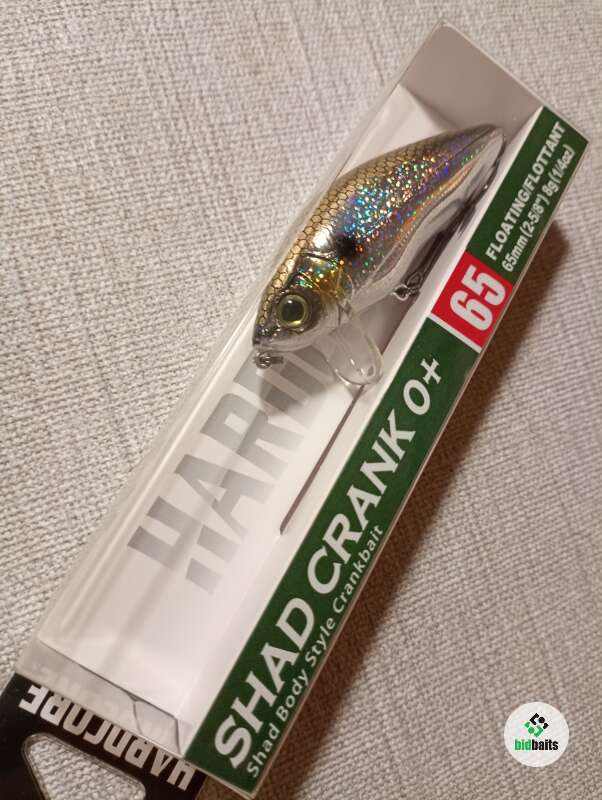 HARDCORE
SHAD CRANK 0+
Shad Body Style Crankbait
65
FLOATING/FLOTTANT
65mm(2-5/8") 8g(1/4oz)
HARD
bidbaits